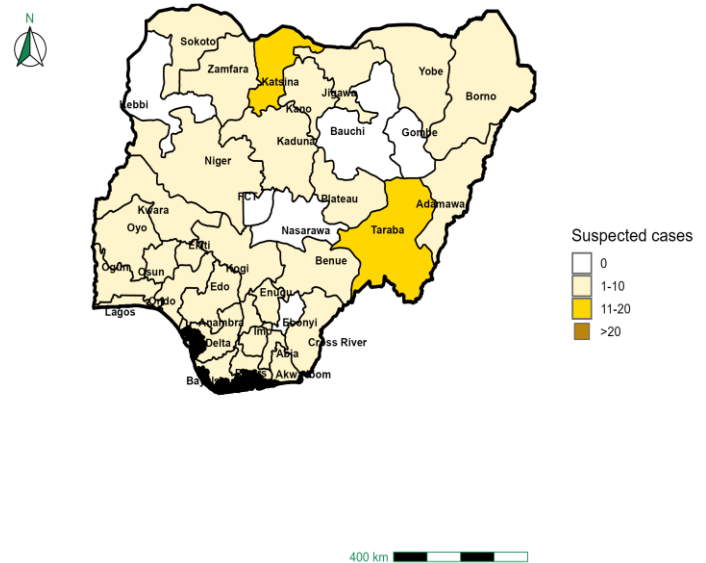 N
Sokoto
Zamfara
Katsina
Yobe
Borno
Kebbi
Jigawa
Kano
Bauchi
Gombe
Kaduna
Niger
FCT
Plateau
Adamawa
Kwara
Nasarawa
Taraba
Oyo
Ekiti
Kogi
Benue
Ogun
Osun
Edo
Ondo
Enugu
Lagos
Anambra
Imo
Ebonyi
Delta
Cross River
Abia
Akwa Ibom
Suspected cases
0
1-10
11-20
>20
400 km